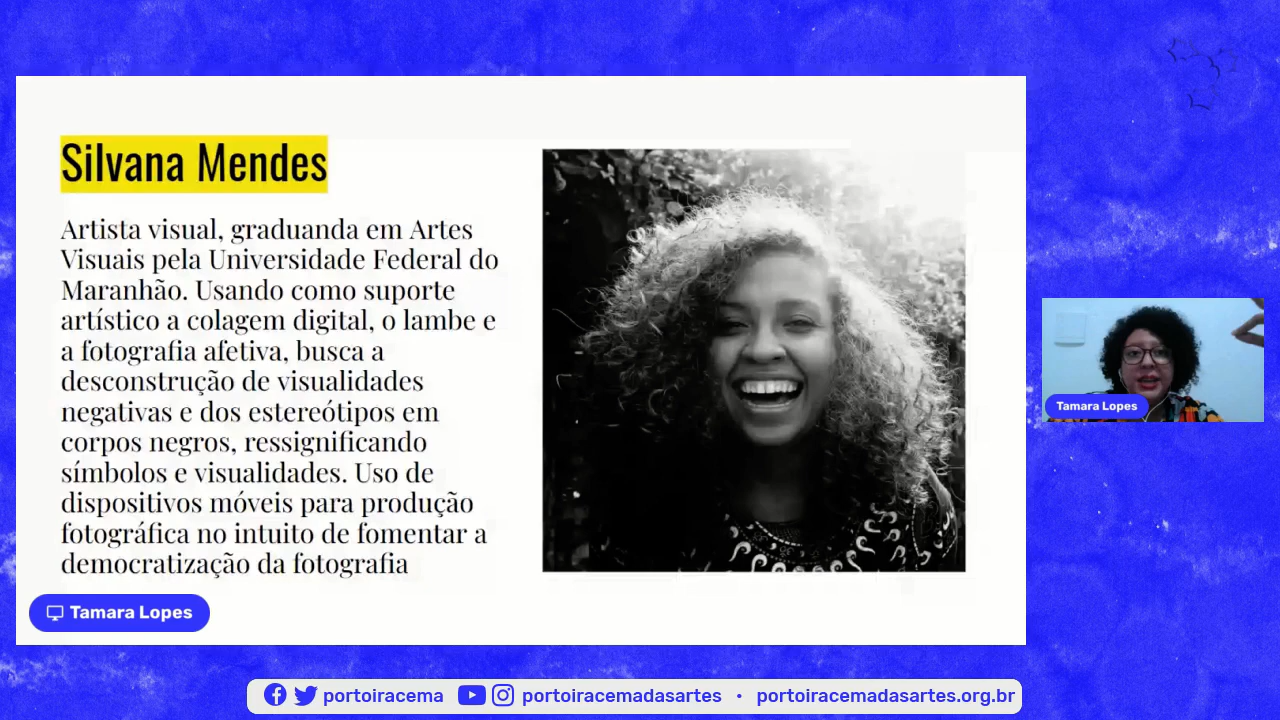 Silvana Mendes
Artista visual, graduanda em Artes
Visuais pela Universidade Federal do
Maranhão. Usando como suporte
artístico a colagem digital, o lambe e
a fotografia afetiva, busca a
desconstrução de visualidades
negativas e dos estereótipos em
corpos negros, ressignificando
símbolos e visualidades. Uso de
dispositivos móveis para produção
fotográfica no intuito de fomentar a
democratização da fotografia
Tamara Lopes
Tamara Lopes
portoiracema portoiracemadasartes • portoiracemadasartes.org.br